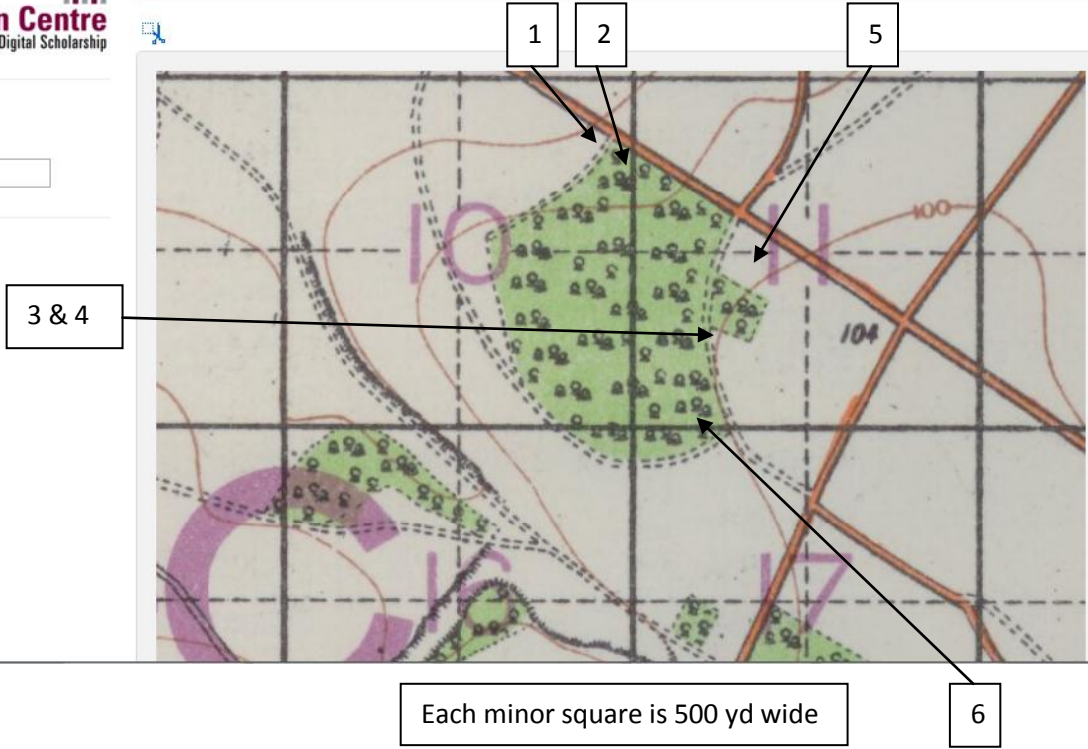 n Centre
Digital Scholarship
1 2 5
10 11
100
3 & 4
104
C 16 17
Each minor square is 500 yd wide
6